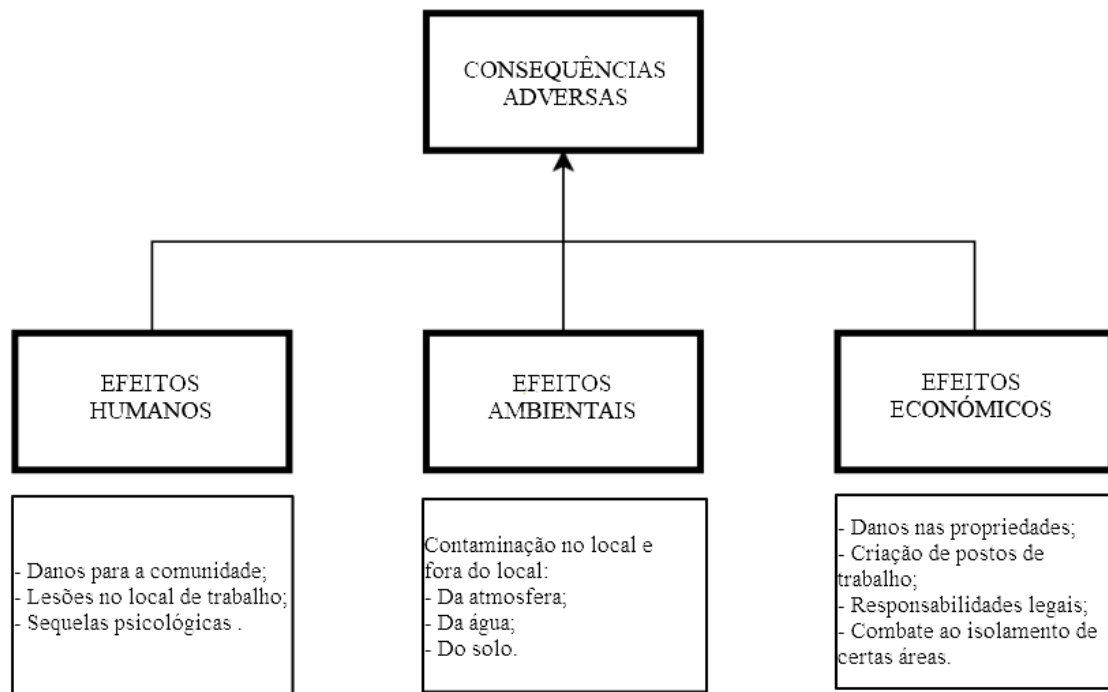 CONSEQUÊNCIAS
ADVERSAS
EFEITOS
HUMANOS
- Danos para a comunidade;
- Lesões no local de trabalho;
- Sequelas psicológicas .
EFEITOS
AMBIENTAIS
Contaminação no local e
fora do local:
- Da atmosfera;
- Da água;
- Do solo.
EFEITOS
ECONÓMICOS
- Danos nas propriedades;
- Criação de postos de
trabalho;
- Responsabilidades legais;
- Combate ao isolamento de
certas áreas.